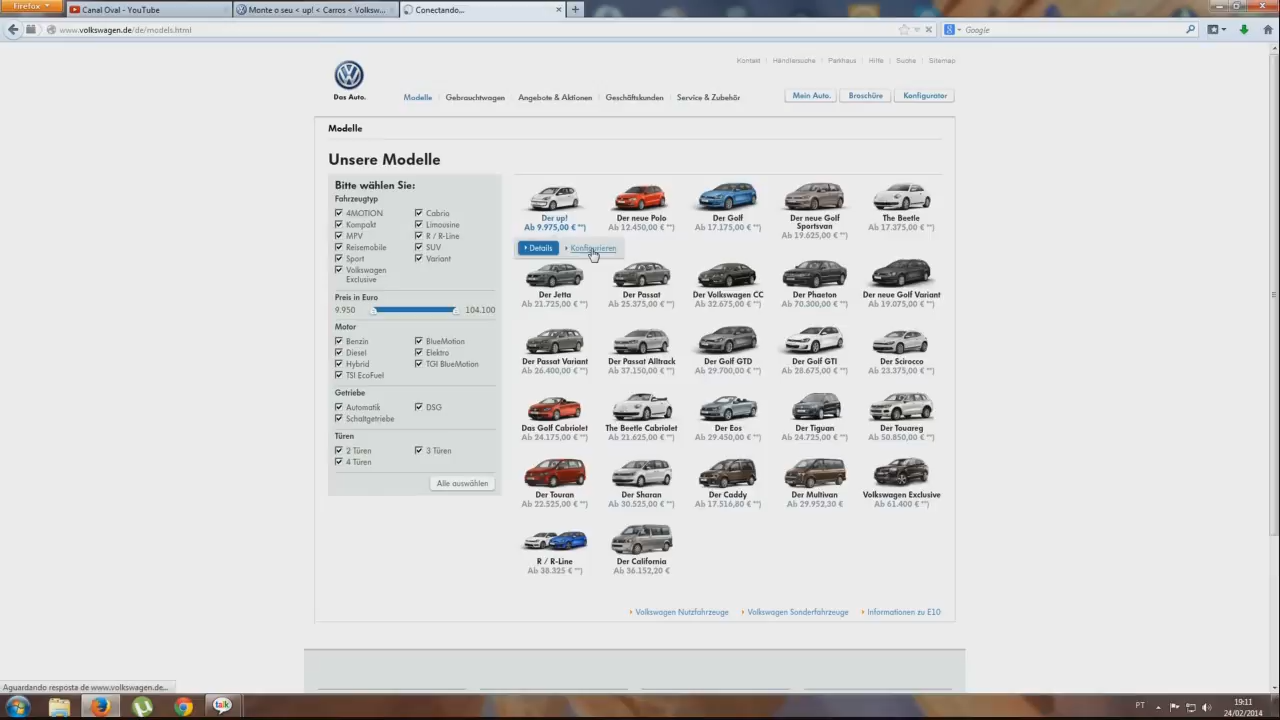 Firefox
Canal Oval - YouTube
Monte o seu < up! < Carros < Volksw...
Conectando...
www.volkswagen.de/de/models.html
Google
Kontakt
Händlersuche
Parkhaus
Hilfe
Suche
Sitemap
Das Auto.
Modelle
Gebrauchtwagen
Angebote & Aktionen
Geschäftskunden
Service & Zubehör
Mein Auto.
Broschüre
Konfigurator
Modelle
Unsere Modelle
Bitte wählen Sie:
Fahrzeugtyp
4MOTION
Cabrio
Kompakt
Limousine
MPV
R / R-Line
Reisemobile
SUV
Sport
Variant
Volkswagen
Exclusive
Preis in Euro
9.950
104.100
Motor
Benzin
BlueMotion
Diesel
Elektro
Hybrid
TGI BlueMotion
TSI EcoFuel
Getriebe
Automatik
DSG
Schaltgetriebe
Türen
2 Türen
3 Türen
4 Türen
Alle auswählen
Der up!
Ab 9.975,00 € **)
Der neue Polo
Ab 12.450,00 € **)
Der Golf
Ab 17.175,00 € **)
Der neue Golf
Sportsvan
Ab 19.625,00 € **)
The Beetle
Ab 17.375,00 € **)
Details
Konfigurieren
Der Jetta
Ab 21.725,00 € **)
Der Passat
Ab 25.375,00 € **)
Der Volkswagen CC
Ab 32.675,00 € **)
Der Phaeton
Ab 70.300,00 € **)
Der neue Golf Variant
Ab 19.075,00 € **)
Der Passat Variant
Ab 26.400,00 € **)
Der Passat Alltrack
Ab 37.150,00 € **)
Der Golf GTD
Ab 29.700,00 € **)
Der Golf GTI
Ab 28.675,00 € **)
Der Scirocco
Ab 23.375,00 € **)
Das Golf Cabriolet
Ab 24.175,00 € **)
The Beetle Cabriolet
Ab 21.625,00 € **)
Der Eos
Ab 29.450,00 € **)
Der Tiguan
Ab 24.725,00 € **)
Der Touareg
Ab 50.850,00 € **)
Der Touran
Ab 22.525,00 € **)
Der Sharan
Ab 30.525,00 € **)
Der Caddy
Ab 17.516,80 € **)
Der Multivan
Ab 29.952,30 €
Volkswagen Exclusive
Ab 61.400 € **)
R / R-Line
Ab 38.325 € **)
Der California
Ab 36.152,20 €
Volkswagen Nutzfahrzeuge
Volkswagen Sonderfahrzeuge
Informationen zu E10
Aguardando resposta de www.volkswagen.de...
talk
PT
19:11
24/02/2014